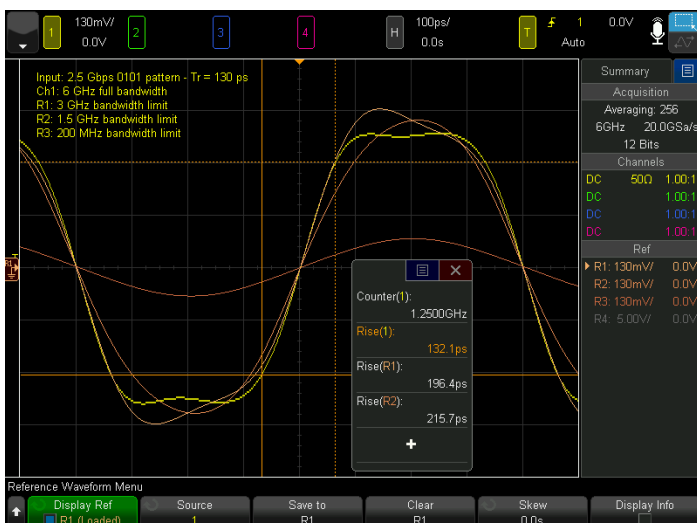 1 130mV/ 0.0V 2 3 4 H 100ps/ 0.0s T 1 0.0V Auto
Input: 2.5 Gbps 0101 pattern - Tr = 130 ps
Ch1: 6 GHz full bandwidth
R1: 3 GHz bandwidth limit
R2: 1.5 GHz bandwidth limit
R3: 200 MHz bandwidth limit
T
R1
Counter(1):
1.2500GHz
Rise(1):
132.1ps
Rise(R1):
196.4ps
Rise(R2):
215.7ps
Summary
Acquisition
Averaging: 256
6GHz 20.0GSa/s
12 Bits
Channels
DC 50Ω 1.00:1
DC 1.00:1
DC 1.00:1
DC 1.00:1
Ref
R1: 130mV/ 0.0V
R2: 130mV/ 0.0V
R3: 130mV/ 0.0V
R4: 5.00V/ 0.0V
Reference Waveform Menu
Display Ref
R1 (Loaded)
Source
1
Save to
R1
Clear
R1
Skew
0.0s
Display Info